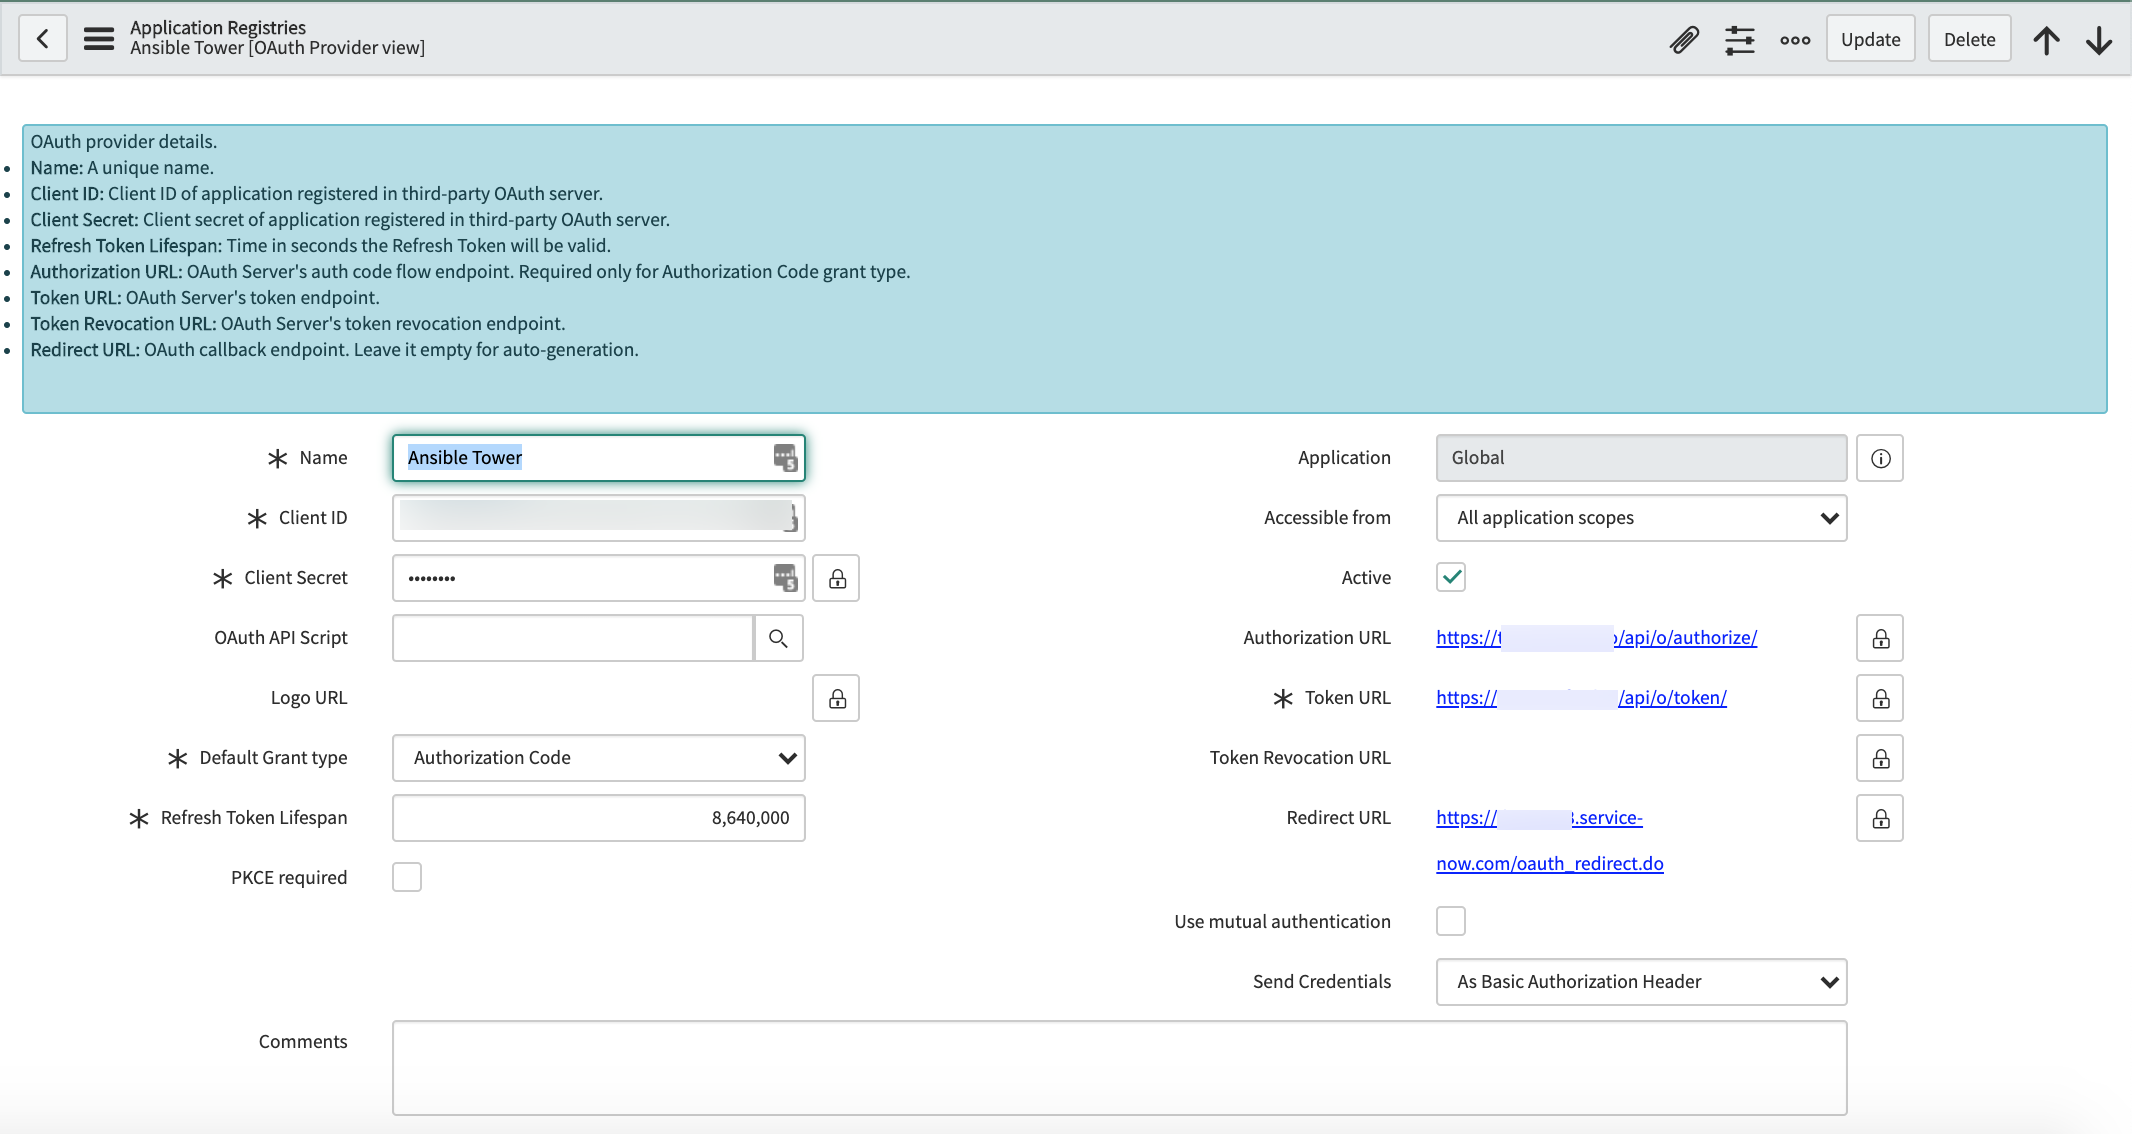 Application Registries
Ansible Tower [OAuth Provider view]
Update
Delete
OAuth provider details.
Name: A unique name.
Client ID: Client ID of application registered in third-party OAuth server.
Client Secret: Client secret of application registered in third-party OAuth server.
Refresh Token Lifespan: Time in seconds the Refresh Token will be valid.
Authorization URL: OAuth Server's auth code flow endpoint. Required only for Authorization Code grant type.
Token URL: OAuth Server's token endpoint.
Token Revocation URL: OAuth Server's token revocation endpoint.
Redirect URL: OAuth callback endpoint. Leave it empty for auto-generation.
Name
Ansible Tower
Client ID
Client Secret
••••••••
OAuth API Script
Logo URL
Default Grant type
Authorization Code
Refresh Token Lifespan
8,640,000
PKCE required
Application
Global
Accessible from
All application scopes
Active
Authorization URL
https://t /api/o/authorize/
Token URL
https:// /api/o/token/
Token Revocation URL
Redirect URL
https:// .service-
now.com/oauth_redirect.do
Use mutual authentication
Send Credentials
As Basic Authorization Header
Comments